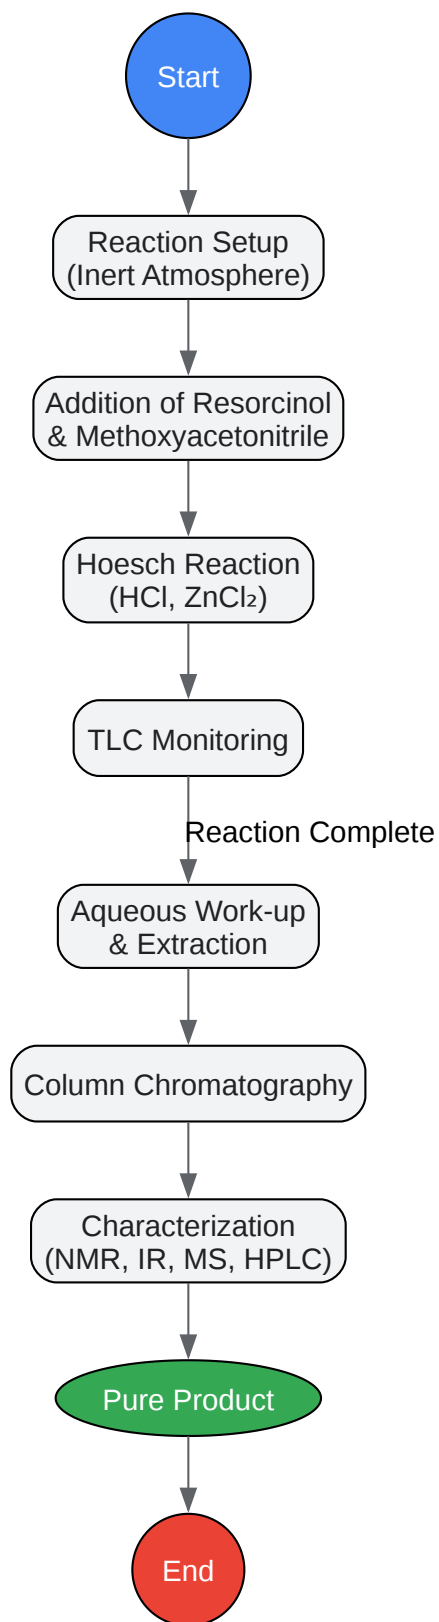 Start
Reaction Setup
(Inert Atmosphere)
Addition of Resorcinol
& Methoxyacetonitrile
Hoesch Reaction
(HCl, ZnCl₂)
TLC Monitoring
Reaction Complete
Aqueous Work-up
& Extraction
Column Chromatography
Characterization
(NMR, IR, MS, HPLC)
Pure Product
End